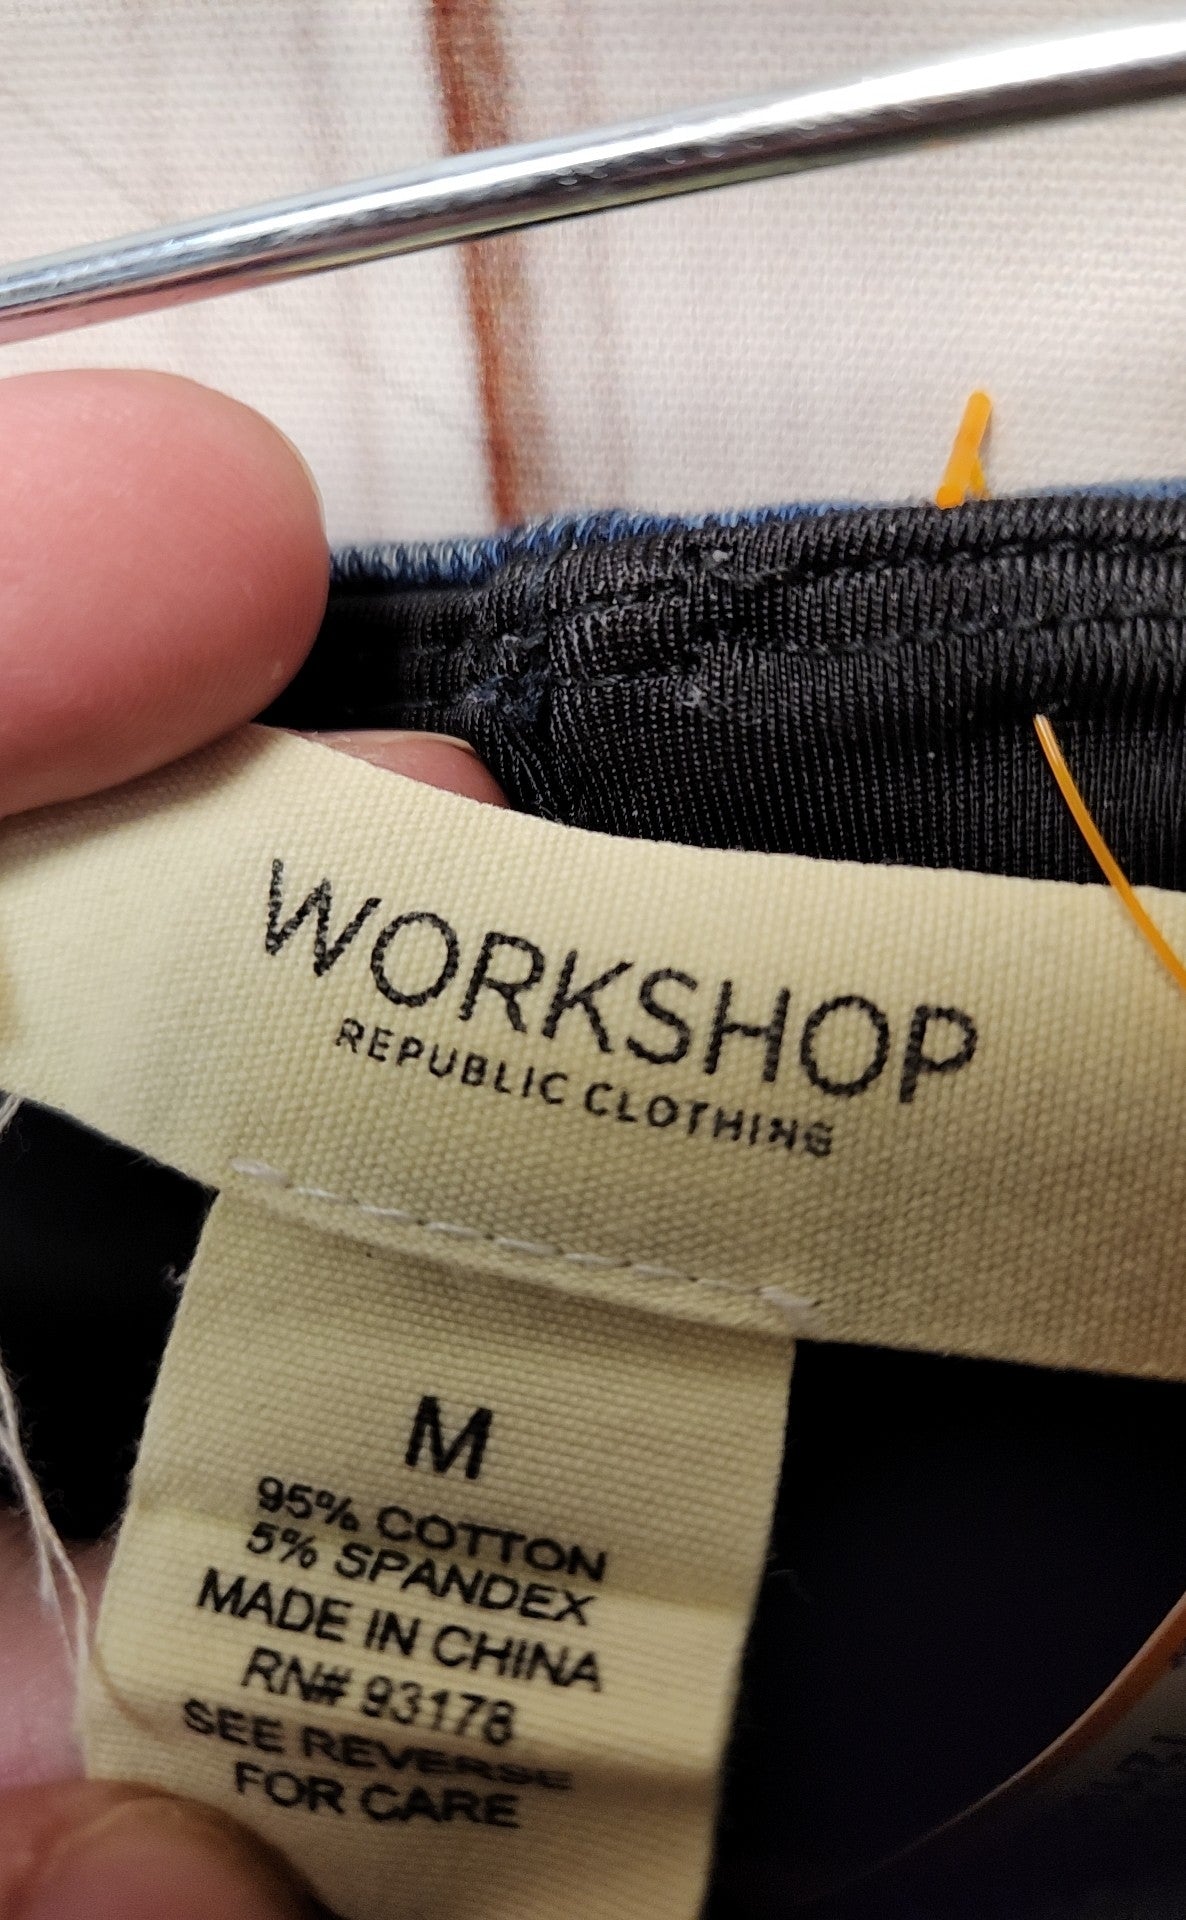 WORKSHOP
REPUBLIC CLOTHING
M
95% COTTON
5% SPANDEX
MADE IN CHINA
RN# 93178
SEE REVERSE
FOR CARE